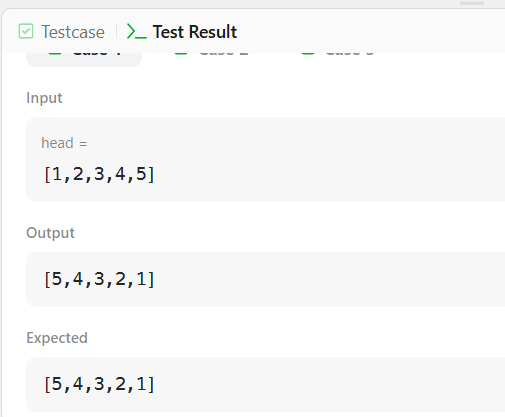 Testcase
Test Result
Input
head =
[1,2,3,4,5]
Output
[5,4,3,2,1]
Expected
[5,4,3,2,1]